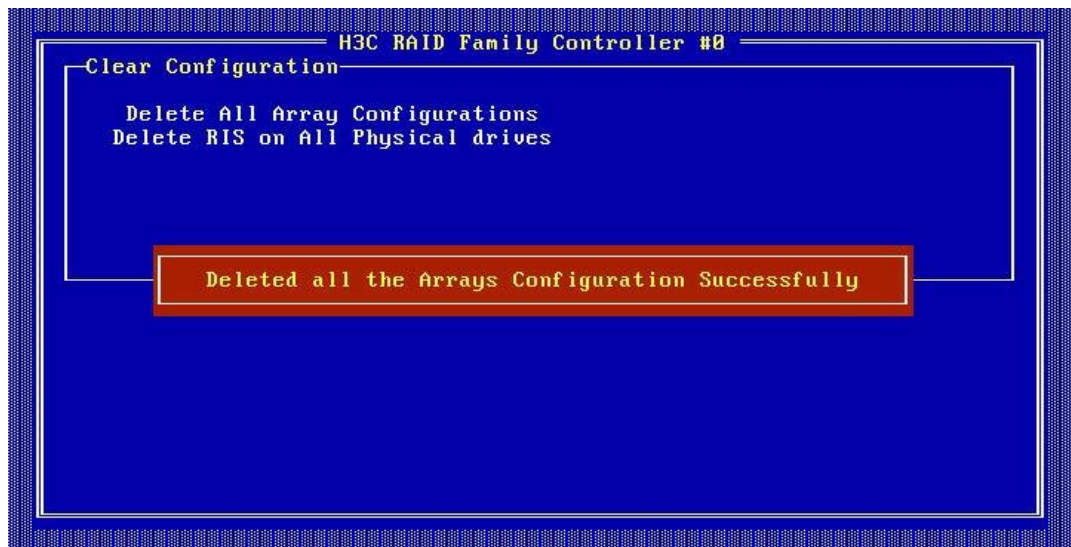 H3C RAID Family Controller #0
Clear Configuration
Delete All Array Configurations
Delete RIS on All Physical drives
Deleted all the Arrays Configuration Successfully